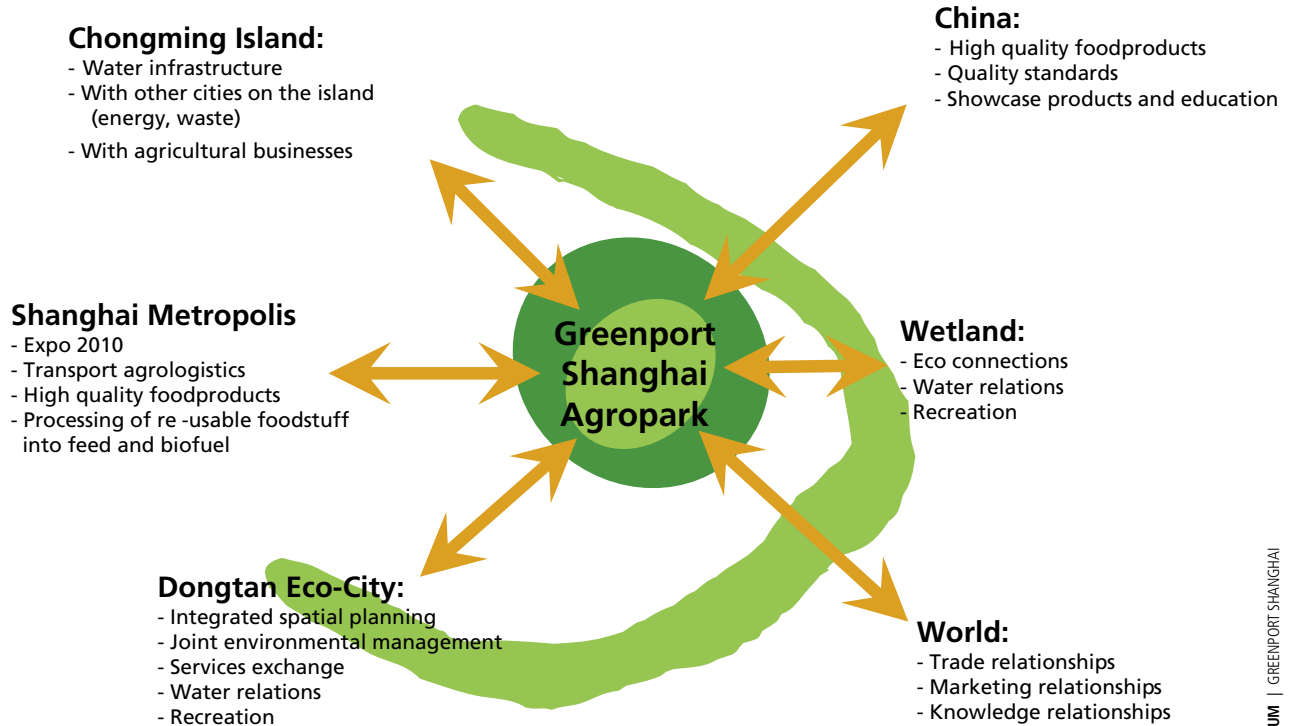 Chongming Island:
- Water infrastructure
- With other cities on the island
(energy, waste)
- With agricultural businesses
China:
- High quality foodproducts
- Quality standards
- Showcase products and education
Shanghai Metropolis
- Expo 2010
- Transport agrologistics
- High quality foodproducts
- Processing of re -usable foodstuff
into feed and biofuel
Greenport
Shanghai
Agropark
Wetland:
- Eco connections
- Water relations
- Recreation
Dongtan Eco-City:
- Integrated spatial planning
- Joint environmental management
- Services exchange
- Water relations
- Recreation
World:
- Trade relationships
- Marketing relationships
- Knowledge relationships
UM | GREENPORT SHANGHAI